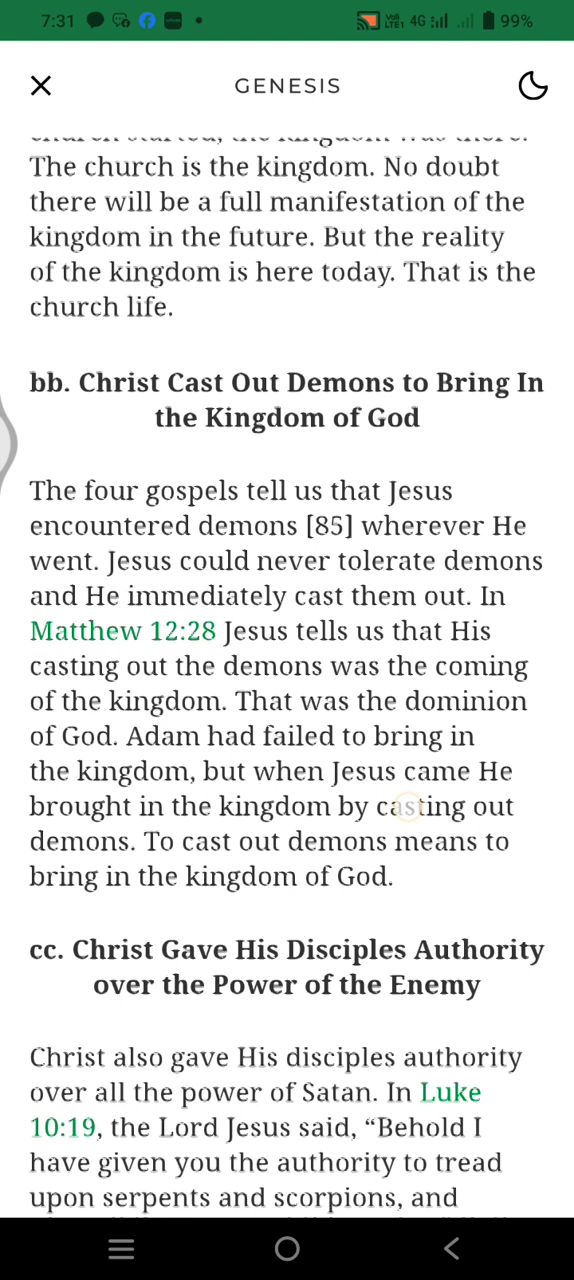 7:31
4G
99%
GENESIS
The church is the kingdom. No doubt
there will be a full manifestation of the
kingdom in the future. But the reality
of the kingdom is here today. That is the
church life.
bb. Christ Cast Out Demons to Bring In
the Kingdom of God
The four gospels tell us that Jesus
encountered demons [85] wherever He
went. Jesus could never tolerate demons
and He immediately cast them out. In
Matthew 12:28 Jesus tells us that His
casting out the demons was the coming
of the kingdom. That was the dominion
of God. Adam had failed to bring in
the kingdom, but when Jesus came He
brought in the kingdom by casting out
demons. To cast out demons means to
bring in the kingdom of God.
cc. Christ Gave His Disciples Authority
over the Power of the Enemy
Christ also gave His disciples authority
over all the power of Satan. In Luke
10:19, the Lord Jesus said, “Behold I
have given you the authority to tread
upon serpents and scorpions, and